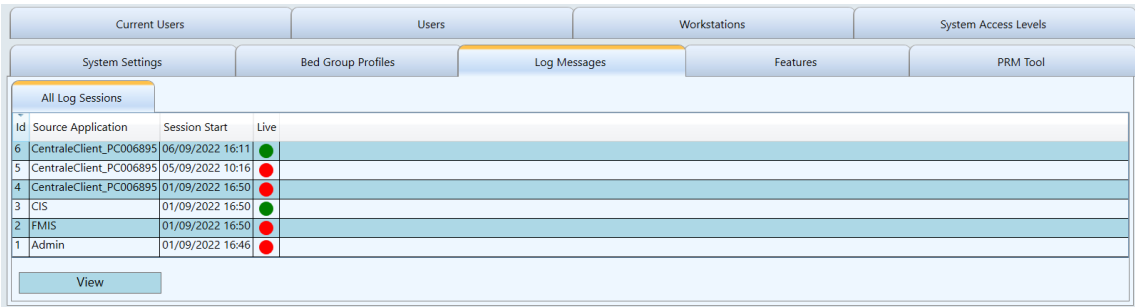 Current Users Users Workstations System Access Levels
System Settings Bed Group Profiles Log Messages Features PRM Tool
All Log Sessions
Id Source Application Session Start Live
6 CentraleClient_PC006895 06/09/2022 16:11
5 CentraleClient_PC006895 05/09/2022 10:16
4 CentraleClient_PC006895 01/09/2022 16:50
3 CIS 01/09/2022 16:50
2 FMIS 01/09/2022 16:50
1 Admin 01/09/2022 16:46
View